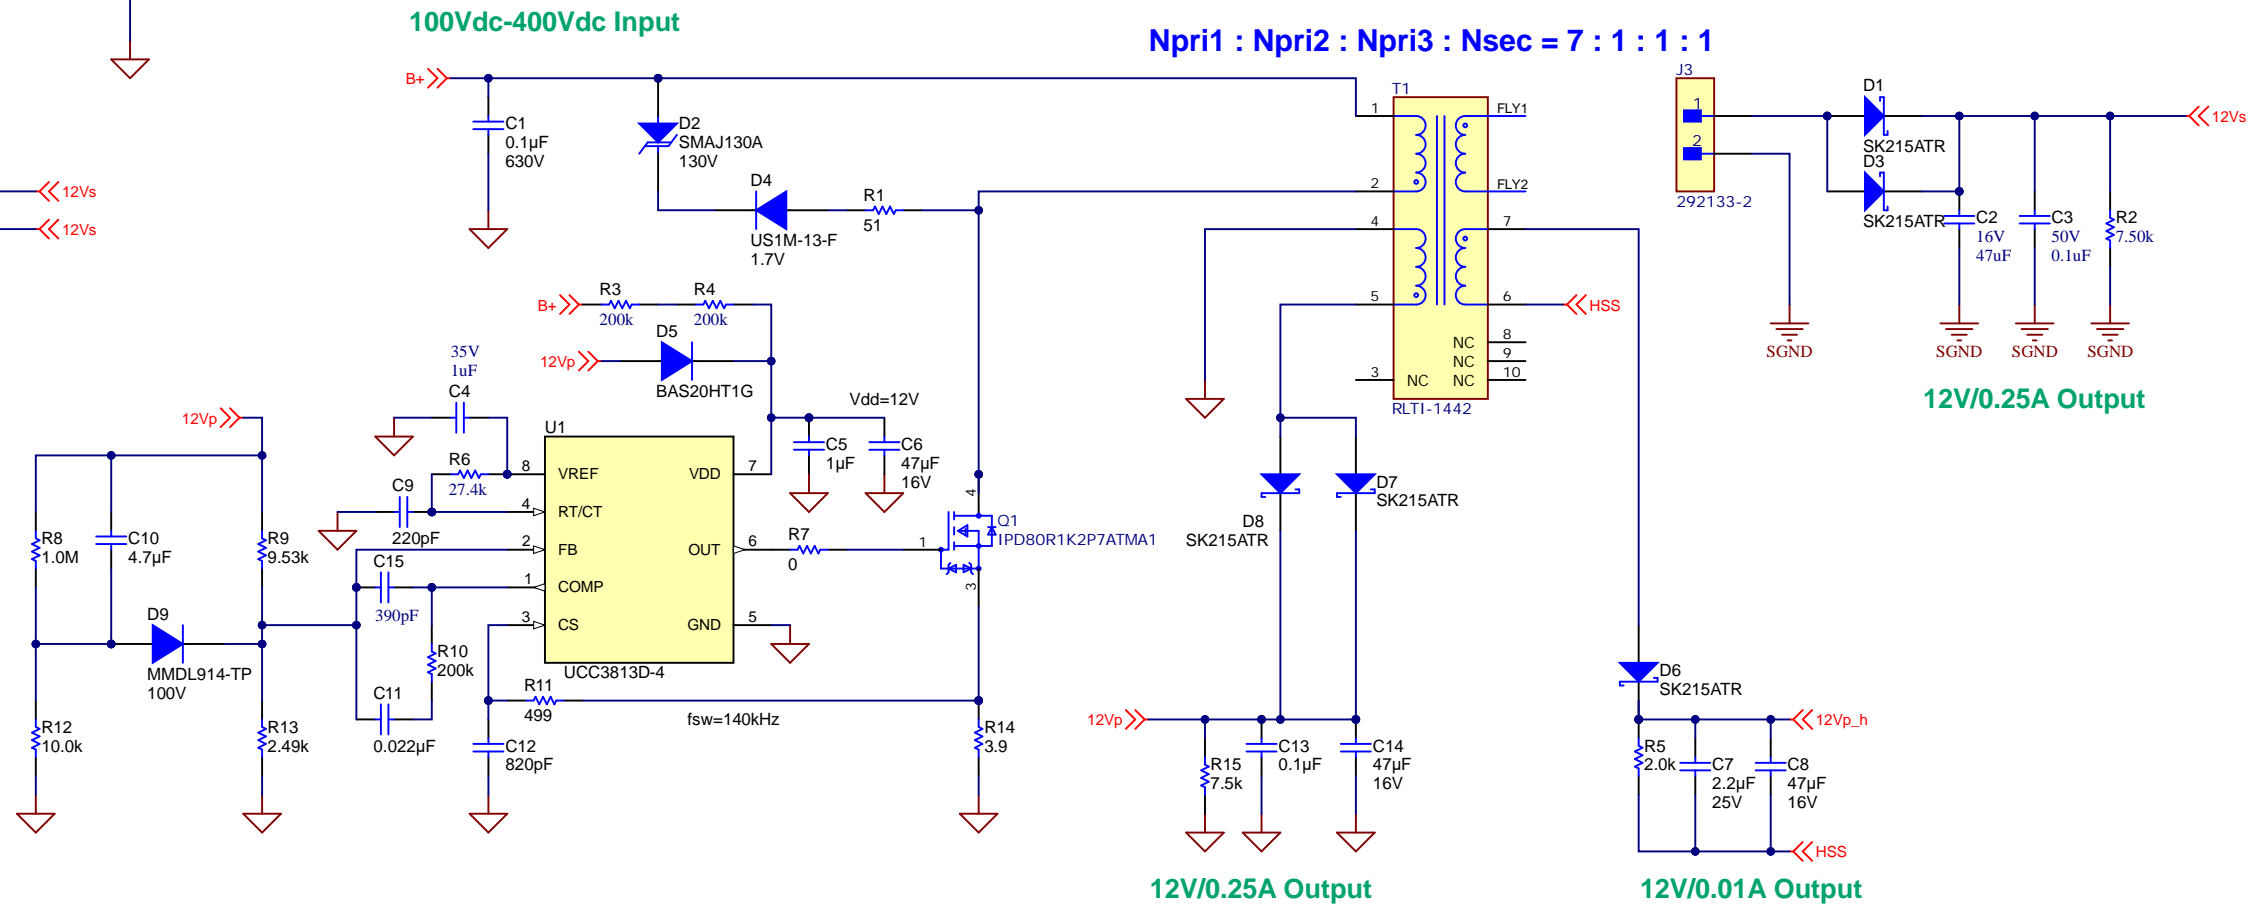 100Vdc-400Vdc Input
Npri1 : Npri2 : Npri3 : Nsec = 7 : 1 : 1 : 1
B+
C1
0.1µF
630V
D2
SMAJ130A
130V
D4
US1M-13-F
1.7V
R1
51
T1
1
2
4
5
3
NC
FLY1
FLY2
7
6
HSS
NC
8
NC
9
NC
10
RLTI-1442
J3
1
2
292133-2
D1
SK215ATR
D3
SK215ATR
12Vs
C2
16V
47uF
C3
50V
0.1uF
R2
7.50k
SGND
SGND
SGND
SGND
12V/0.25A Output
12Vs
12Vs
B+
R3
200k
R4
200k
12Vp
D5
BAS20HT1G
Vdd=12V
C5
1µF
C6
47µF
16V
35V
1uF
C4
R6
27.4k
C9
220pF
U1
8
VREF
4
RT/CT
2
FB
1
COMP
3
CS
VDD
7
OUT
6
GND
5
UCC3813D-4
R7
0
1
4
3
Q1
IPD80R1K2P7ATMA1
12Vp
R8
1.0M
C10
4.7µF
R9
9.53k
C15
390pF
D9
MMDL914-TP
100V
R10
200k
C11
0.022µF
R12
10.0k
R13
2.49k
R11
499
fsw=140kHz
C12
820pF
R14
3.9
D8
SK215ATR
D7
SK215ATR
12Vp
R15
7.5k
C13
0.1µF
C14
47µF
16V
12V/0.25A Output
D6
SK215ATR
12Vp_h
R5
2.0k
C7
2.2µF
25V
C8
47µF
16V
HSS
12V/0.01A Output